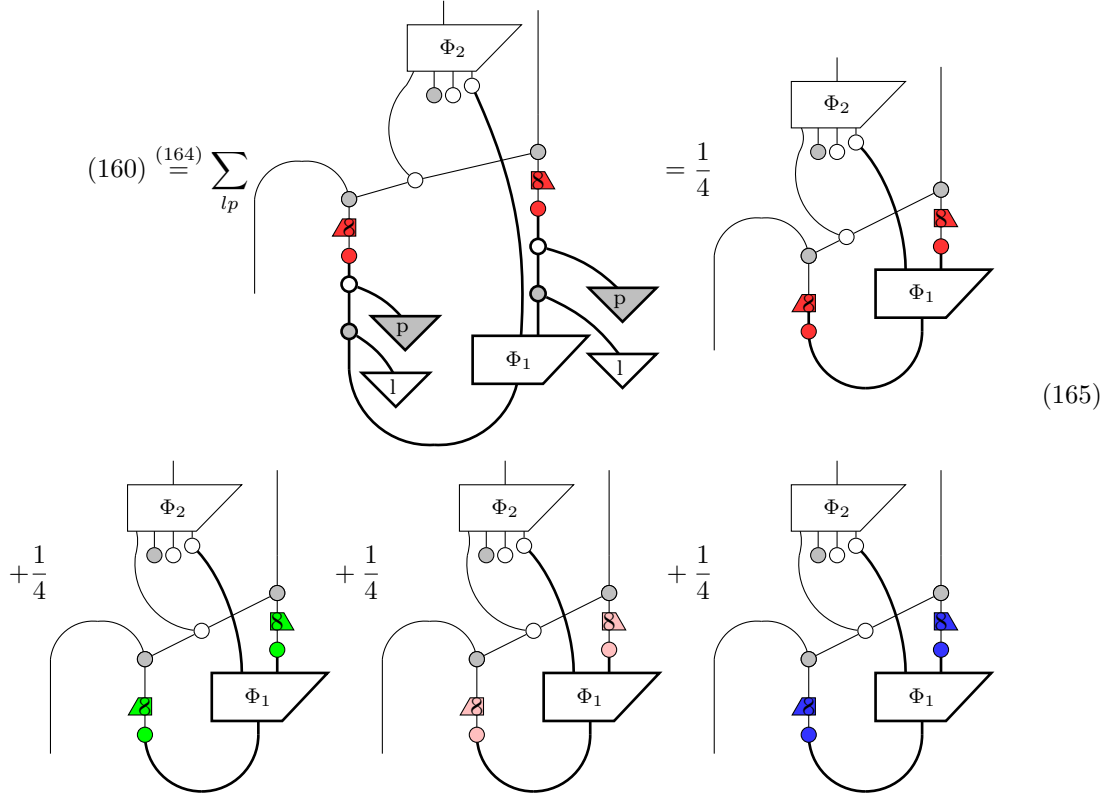 Φ₂
(160) (164)= ∑lp ∞ ∞ p l p l Φ₁ = 1/4 Φ₂ ∞ ∞ Φ₁
(165)
+1/4 Φ₂ ∞ ∞ Φ₁ +1/4 Φ₂ ∞ ∞ Φ₁ +1/4 Φ₂ ∞ ∞ Φ₁